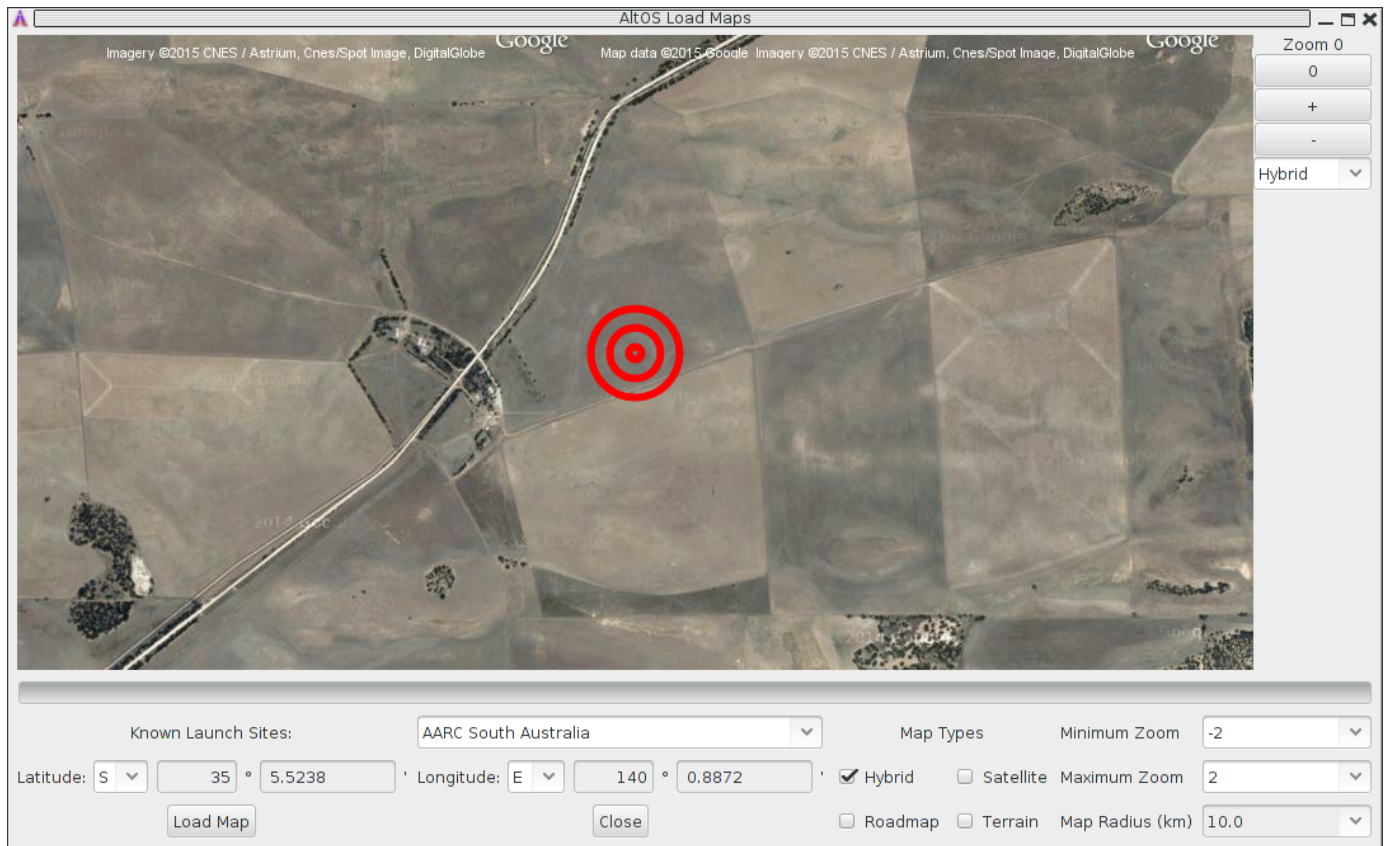 AltOS Load Maps
Imagery ©2015 CNES / Astrium, Cnes/Spot Image, DigitalGlobe
Google
Map data ©2015 Google Imagery ©2015 CNES / Astrium, Cnes/Spot Image, DigitalGlobe
Google
Zoom 0
0
+
-
Hybrid
Known Launch Sites: AARC South Australia Map Types Minimum Zoom -2
Latitude: S 35 ° 5.5238 ' Longitude: E 140 ° 0.8872 ' Hybrid Satellite Maximum Zoom 2
Load Map Close Roadmap Terrain Map Radius (km) 10.0